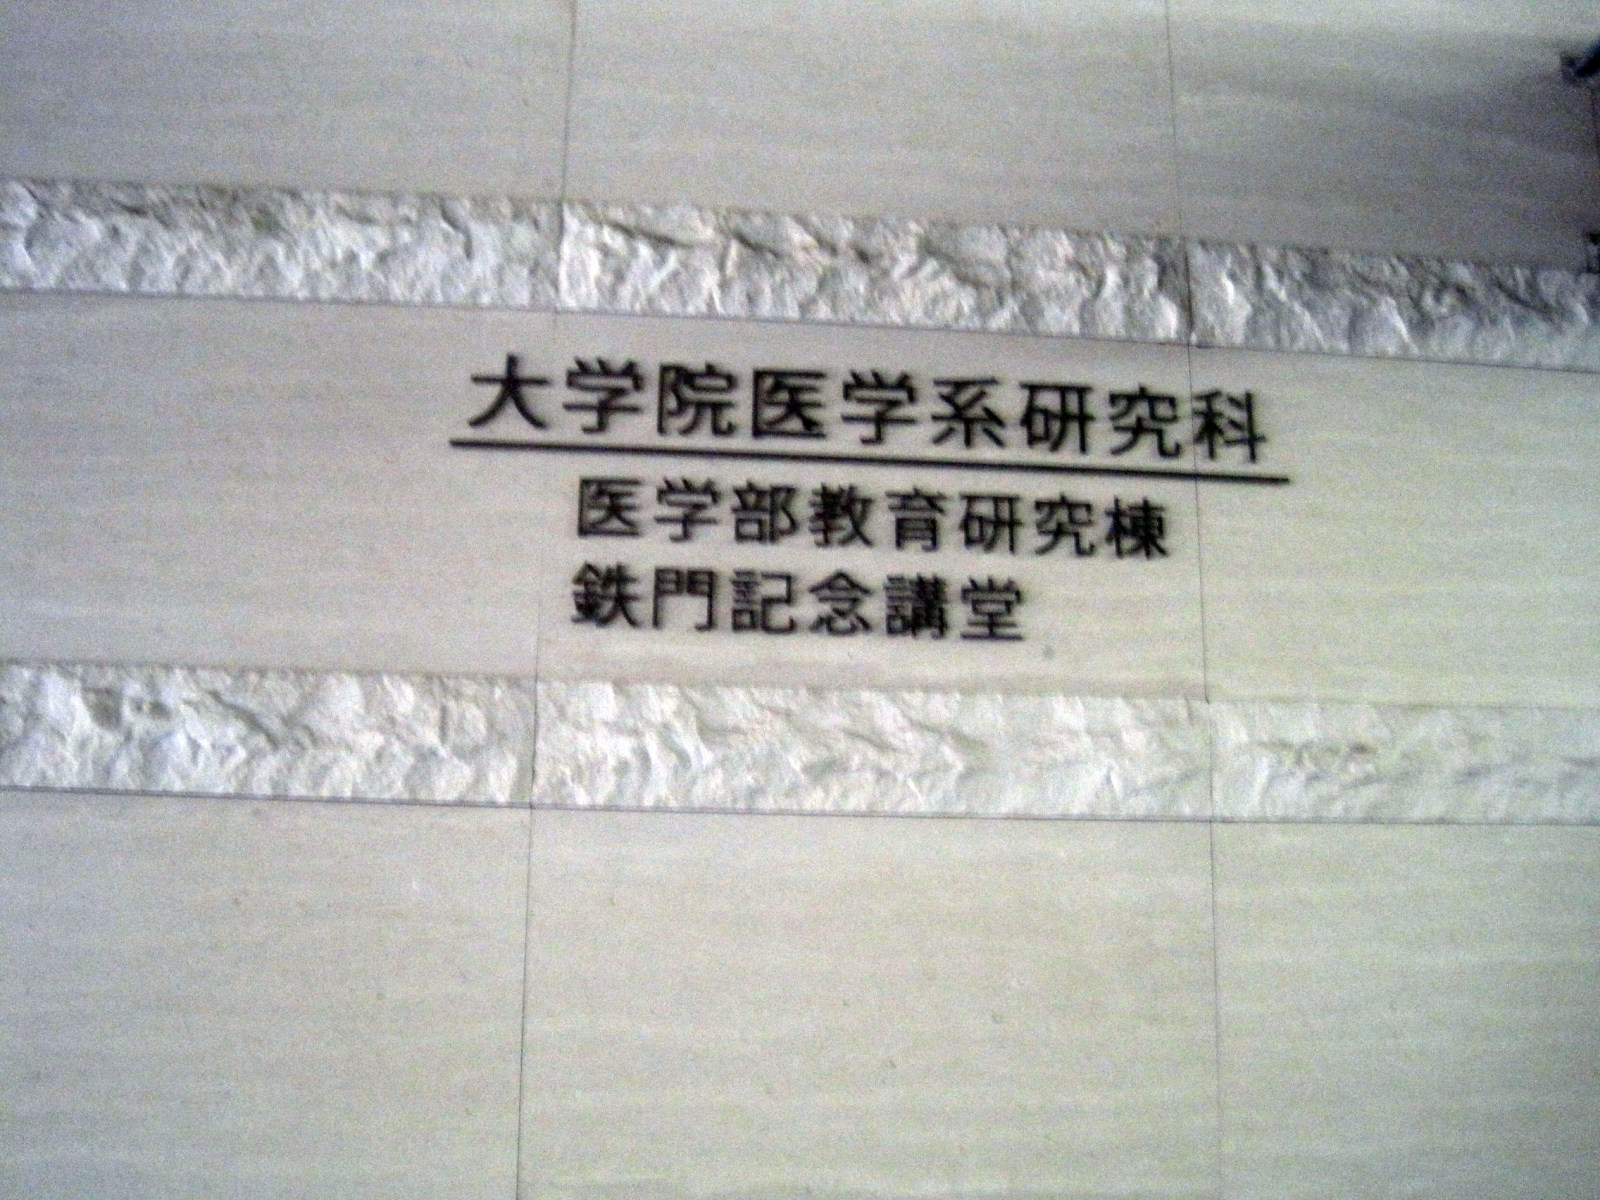 大学院医学系研究科
医学部教育研究棟
鉄門記念講堂